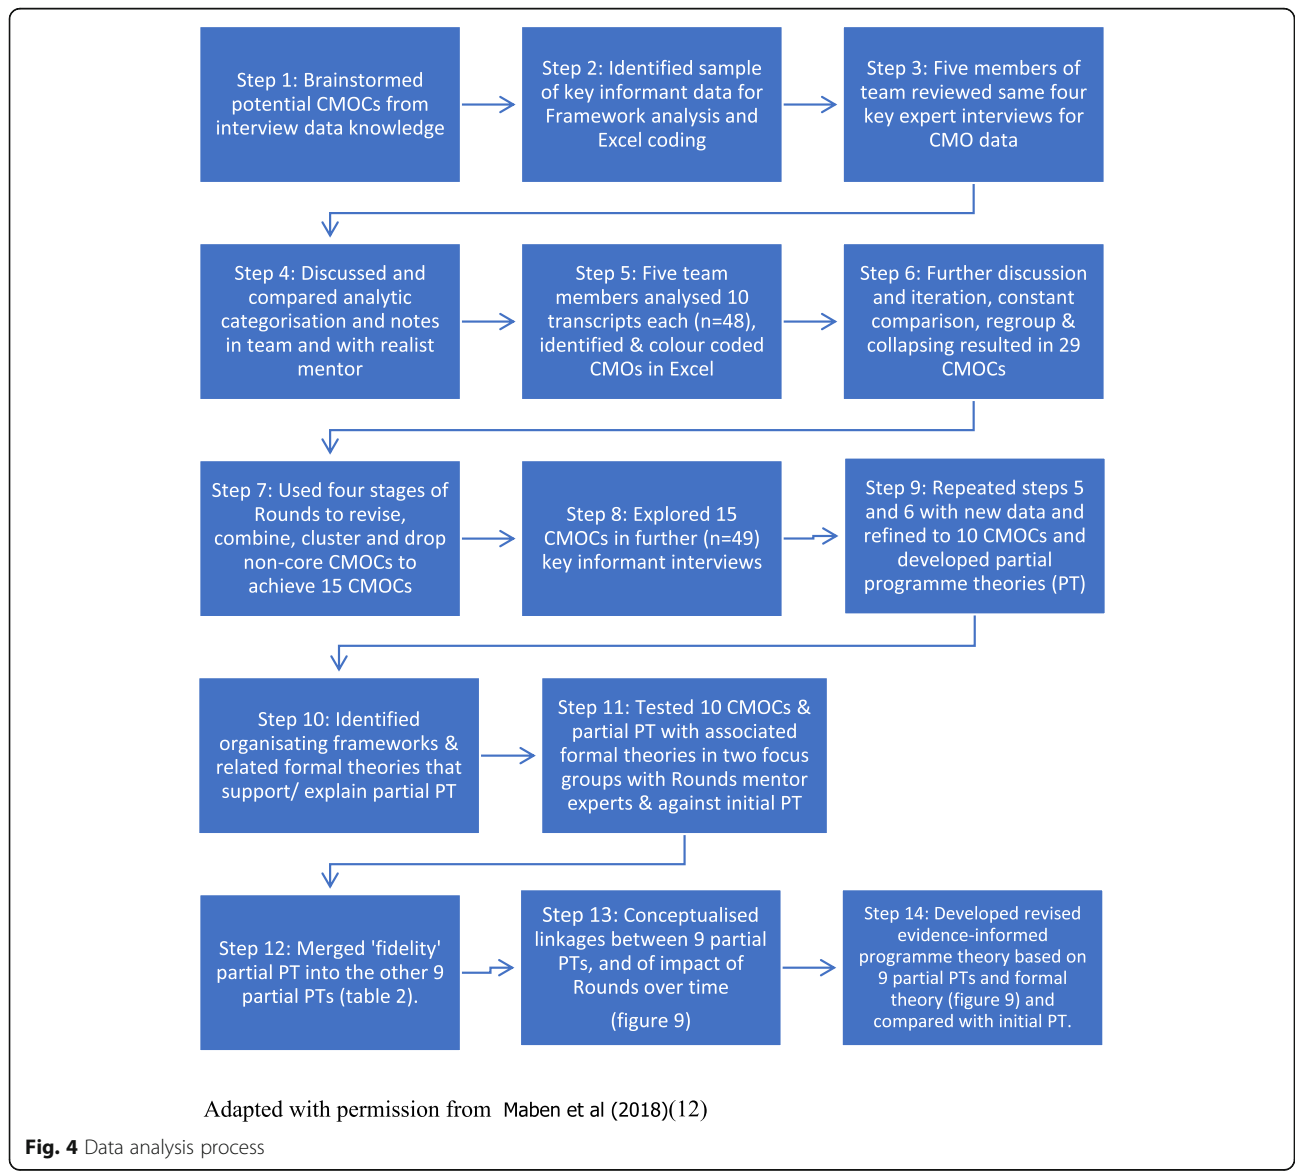 Step 1: Brainstormed
potential CMOCs from
interview data knowledge
Step 2: Identified sample
of key informant data for
Framework analysis and
Excel coding
Step 3: Five members of
team reviewed same four
key expert interviews for
CMO data
Step 4: Discussed and
compared analytic
categorisation and notes
in team and with realist
mentor
Step 5: Five team
members analysed 10
transcripts each (n=48),
identified & colour coded
CMOs in Excel
Step 6: Further discussion
and iteration, constant
comparison, regroup &
collapsing resulted in 29
CMOCs
Step 7: Used four stages of
Rounds to revise,
combine, cluster and drop
non-core CMOCs to
achieve 15 CMOCs
Step 8: Explored 15
CMOCs in further (n=49)
key informant interviews
Step 9: Repeated steps 5
and 6 with new data and
refined to 10 CMOCs and
developed partial
programme theories (PT)
Step 10: Identified
organisating frameworks &
related formal theories that
support/ explain partial PT
Step 11: Tested 10 CMOCs &
partial PT with associated
formal theories in two focus
groups with Rounds mentor
experts & against initial PT
Step 12: Merged 'fidelity'
partial PT into the other 9
partial PTs (table 2).
Step 13: Conceptualised
linkages between 9 partial
PTs, and of impact of
Rounds over time
(figure 9)
Step 14: Developed revised
evidence-informed
programme theory based on
9 partial PTs and formal
theory (figure 9) and
compared with initial PT.
Adapted with permission from Maben et al (2018)(12)
Fig. 4 Data analysis process